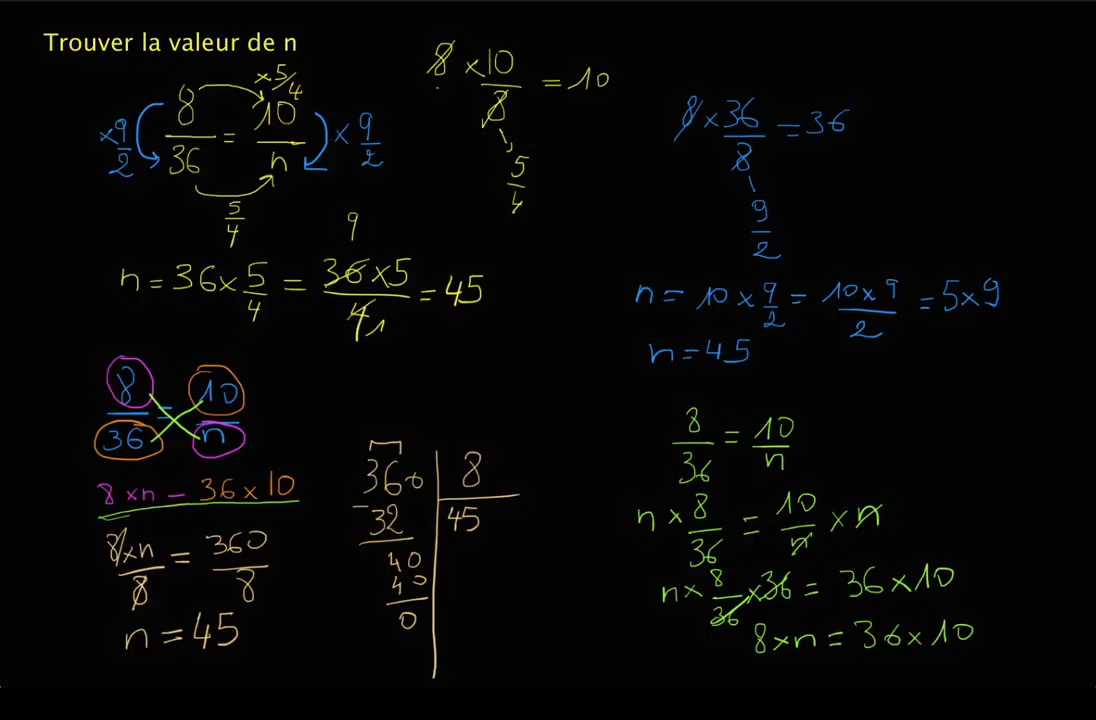 Trouver la valeur de n
×5/4
8/36 = 10/n
×9/2
×9/2
5/4
8 × 10/8 = 10
5/4
8 × 36/8 = 36
9/2
9
n = 36 × 5/4 = 36 × 5/4 = 45
1
n = 10 × 9/2 = 10 × 9/2 = 5 × 9
n = 45
8/36 = 10/n
8 × n = 36 × 10
8 × n/8 = 360/8
n = 45
360 | 8
- 32 | 45
40
40
0
8/36 = 10/n
n × 8/36 = 10/n × n
n × 8/36 × 36 = 36 × 10
8 × n = 36 × 10